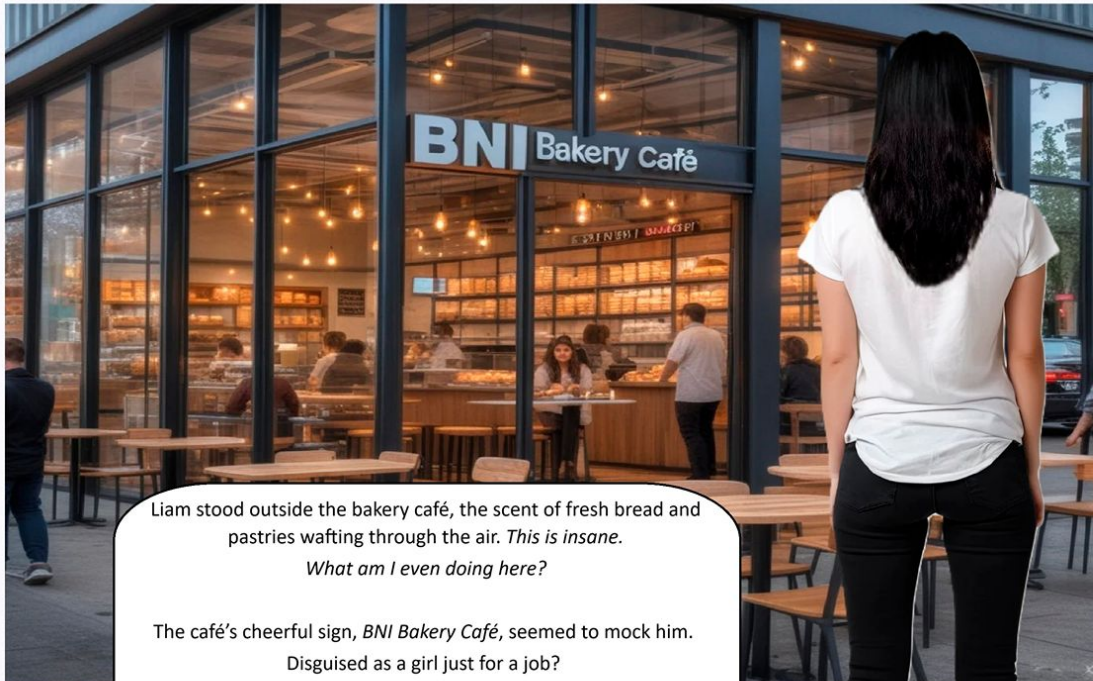 BNI Bakery Café
Liam stood outside the bakery café, the scent of fresh bread and
pastries wafting through the air. This is insane.
What am I even doing here?
The café’s cheerful sign, BNI Bakery Café, seemed to mock him.
Disguised as a girl just for a job?